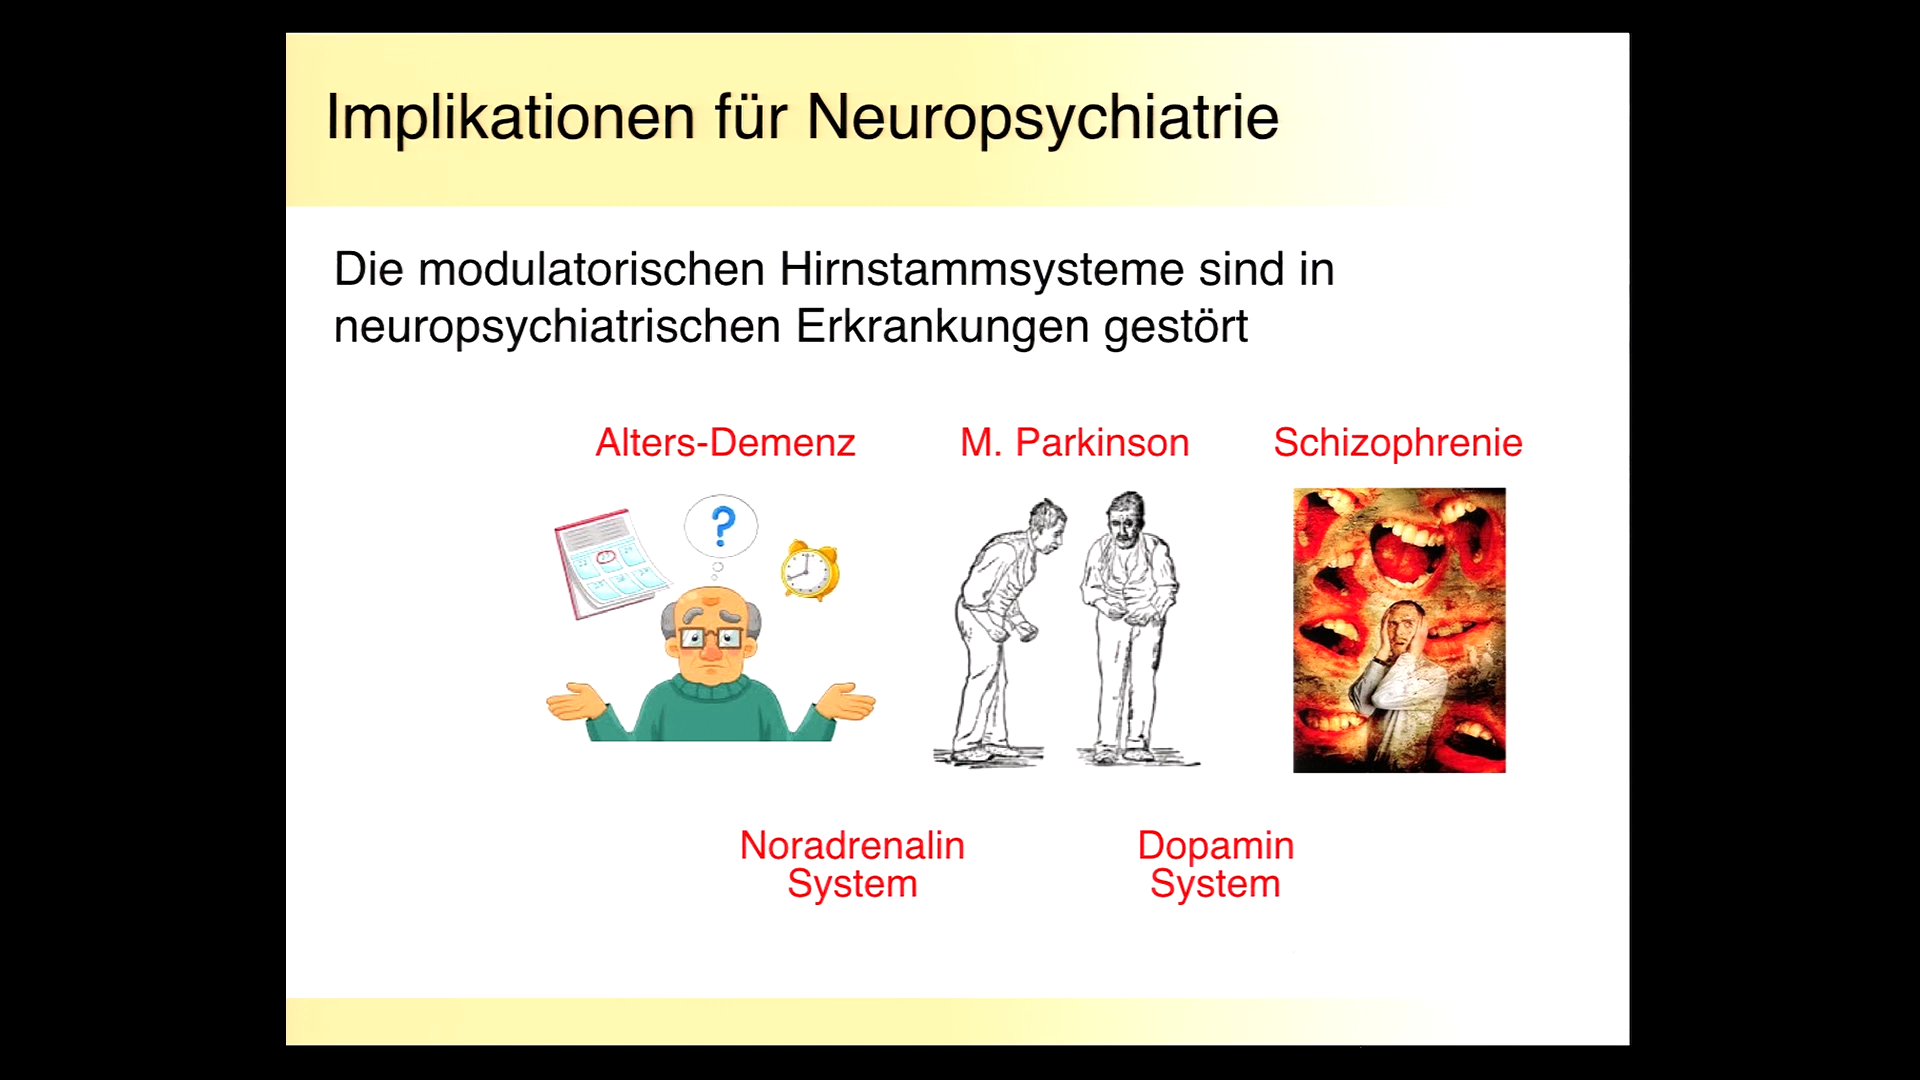 Implikationen für Neuropsychiatrie
Die modulatorischen Hirnstammsysteme sind in
neuropsychiatrischen Erkrankungen gestört
Alters-Demenz
M. Parkinson
Schizophrenie
?
Noradrenalin
System
Dopamin
System